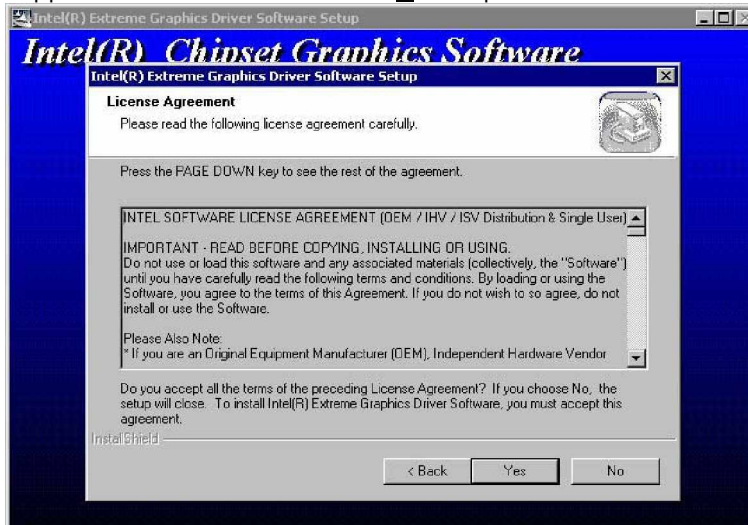 Intel(R) Extreme Graphics Driver Software Setup
Intel(R) Chipset Graphics Software
Intel(R) Extreme Graphics Driver Software Setup
License Agreement
Please read the following license agreement carefully.
Press the PAGE DOWN key to see the rest of the agreement.
INTEL SOFTWARE LICENSE AGREEMENT (OEM / IHV / ISV Distribution & Single User)
IMPORTANT - READ BEFORE COPYING, INSTALLING OR USING.
Do not use or load this software and any associated materials (collectively, the "Software")
until you have carefully read the following terms and conditions. By loading or using the
Software, you agree to the terms of this Agreement. If you do not wish to so agree, do not
install or use the Software.
Please Also Note:
* If you are an Original Equipment Manufacturer (OEM), Independent Hardware Vendor
Do you accept all the terms of the preceding License Agreement? If you choose No, the
setup will close. To install Intel(R) Extreme Graphics Driver Software, you must accept this
agreement.
InstallShield
< Back Yes No